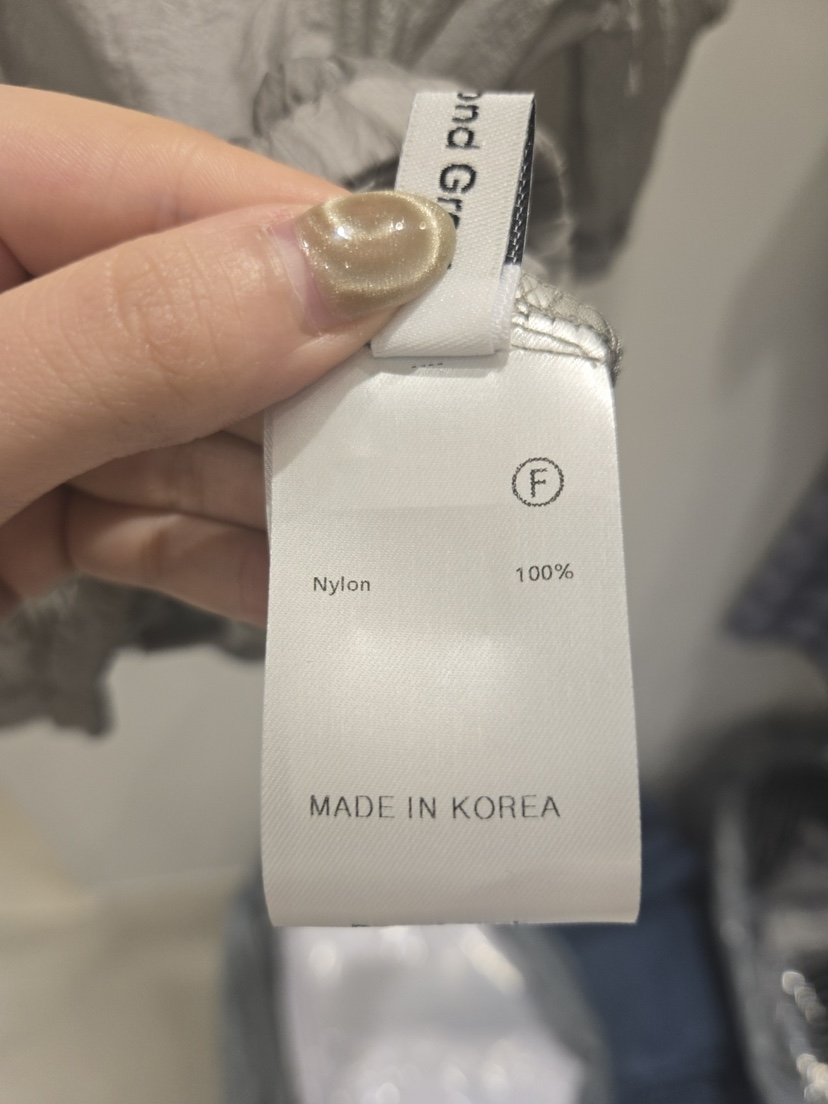 Ⓕ
Nylon 100%
MADE IN KOREA